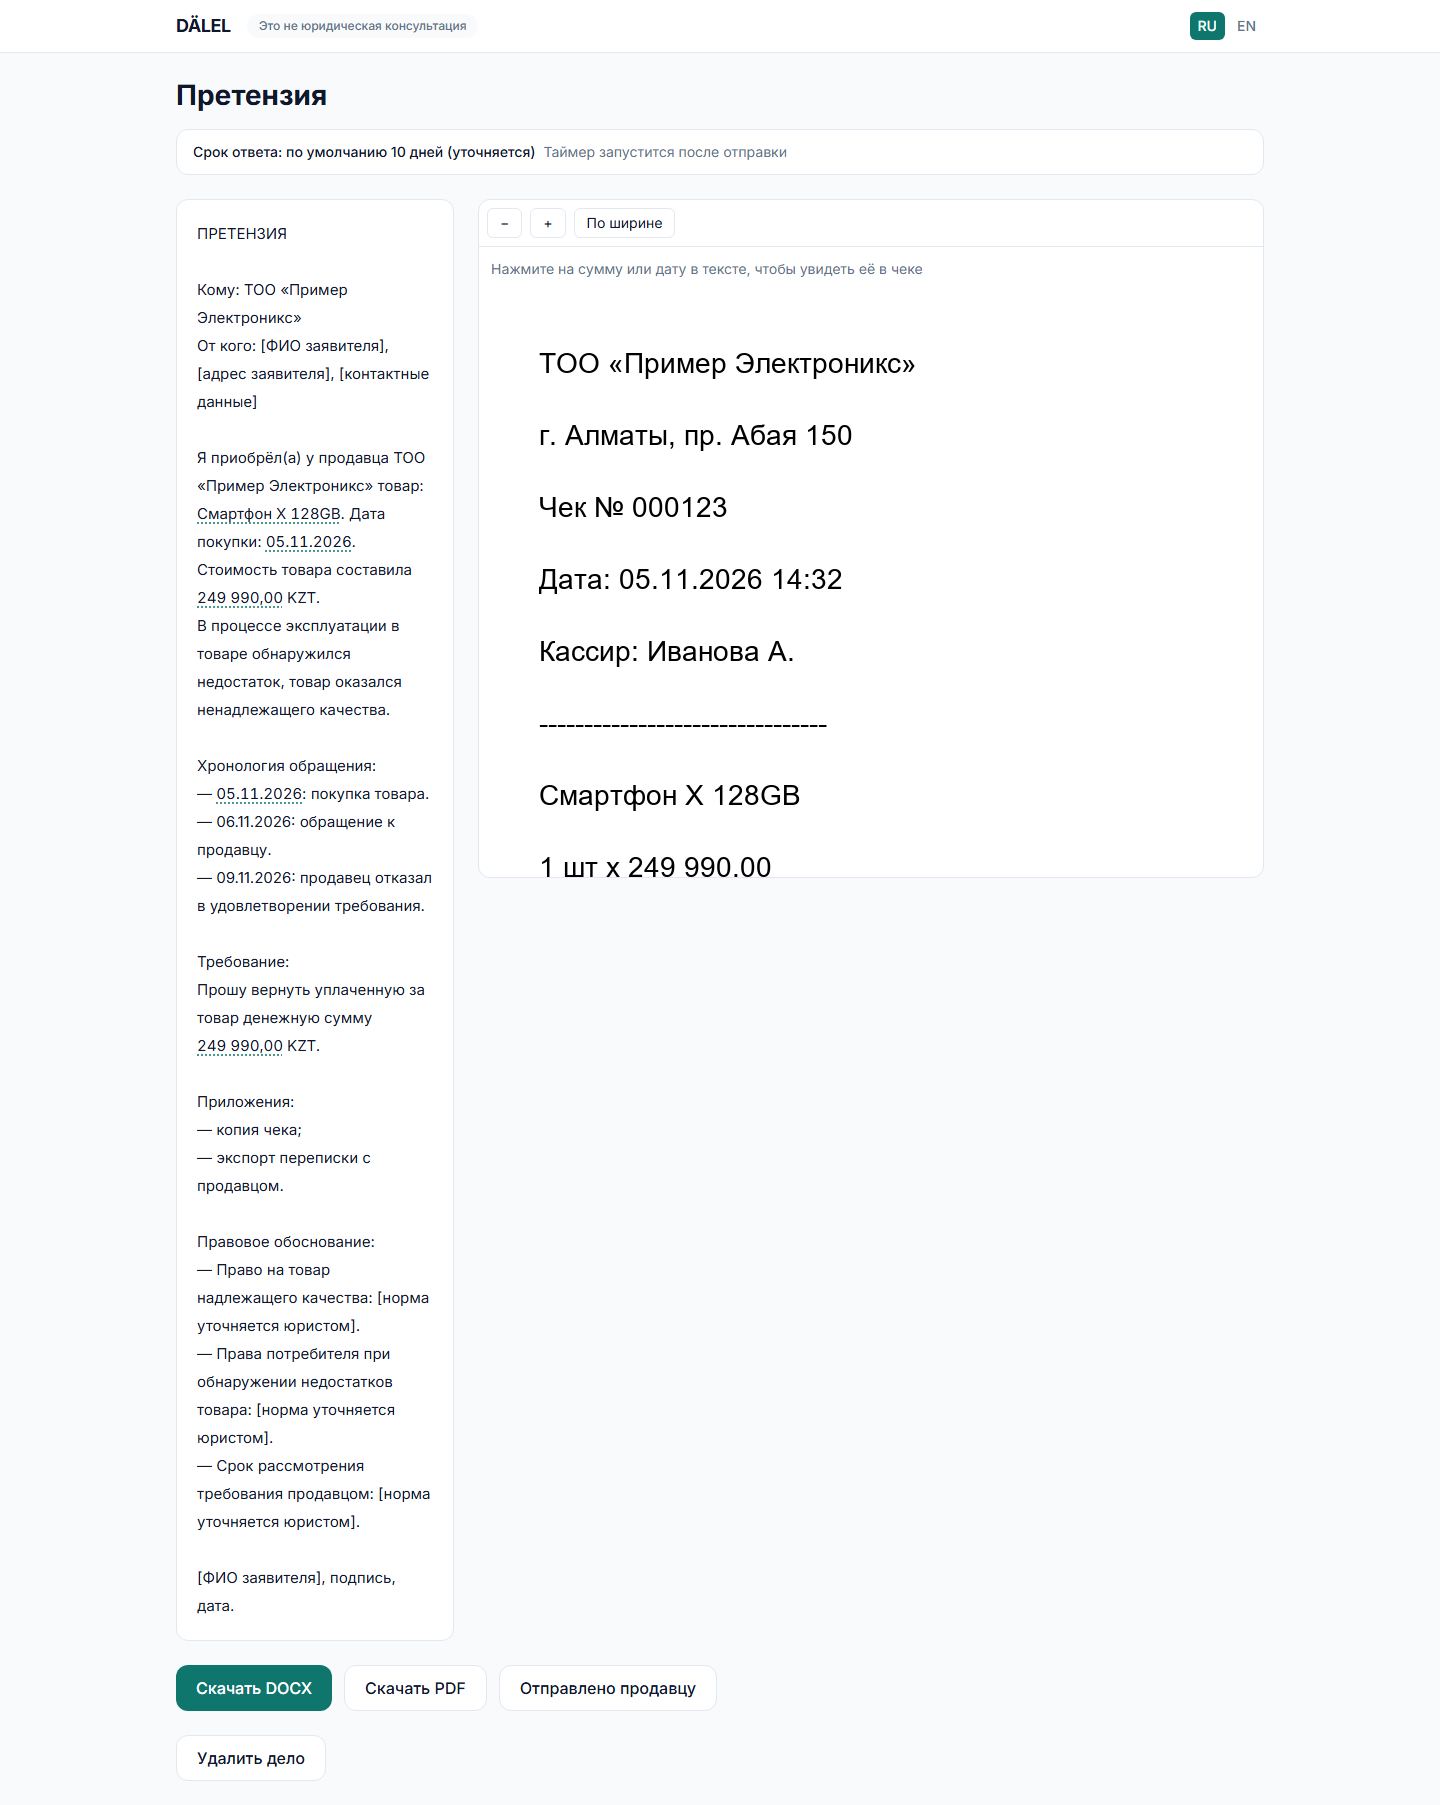 DÄLEL
Это не юридическая консультация
RU
EN
Претензия
Срок ответа: по умолчанию 10 дней (уточняется) Таймер запустится после отправки
ПРЕТЕНЗИЯ
Кому: ТОО «Пример
Электроникс»
От кого: [ФИО заявителя],
[адрес заявителя], [контактные
данные]
Я приобрёл(а) у продавца ТОО
«Пример Электроникс» товар:
Смартфон X 128GB. Дата
покупки: 05.11.2026.
Стоимость товара составила
249 990,00 KZT.
В процессе эксплуатации в
товаре обнаружился
недостаток, товар оказался
ненадлежащего качества.
Хронология обращения:
— 05.11.2026: покупка товара.
— 06.11.2026: обращение к
продавцу.
— 09.11.2026: продавец отказал
в удовлетворении требования.
Требование:
Прошу вернуть уплаченную за
товар денежную сумму
249 990,00 KZT.
Приложения:
— копия чека;
— экспорт переписки с
продавцом.
Правовое обоснование:
— Право на товар
надлежащего качества: [норма
уточняется юристом].
— Права потребителя при
обнаружении недостатков
товара: [норма уточняется
юристом].
— Срок рассмотрения
требования продавцом: [норма
уточняется юристом].
[ФИО заявителя], подпись,
дата.
−
+
По ширине
Нажмите на сумму или дату в тексте, чтобы увидеть её в чеке
ТОО «Пример Электроникс»
г. Алматы, пр. Абая 150
Чек № 000123
Дата: 05.11.2026 14:32
Кассир: Иванова А.
--------------------------------
Смартфон X 128GB
1 шт x 249 990.00
Скачать DOCX
Скачать PDF
Отправлено продавцу
Удалить дело